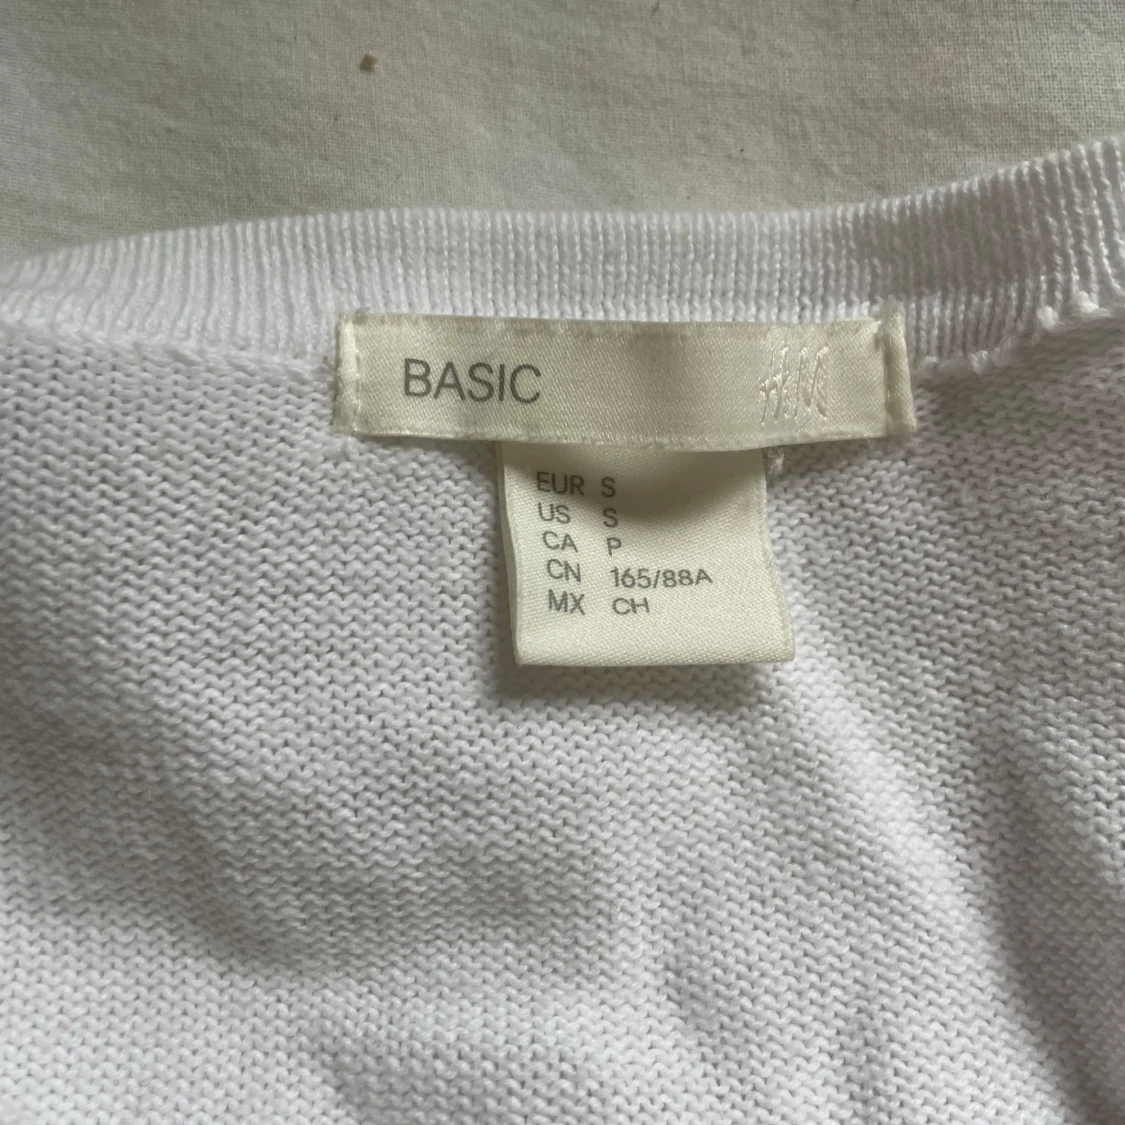 BASIC H&M
EUR S
US S
CA P
CN 165/88A
MX CH